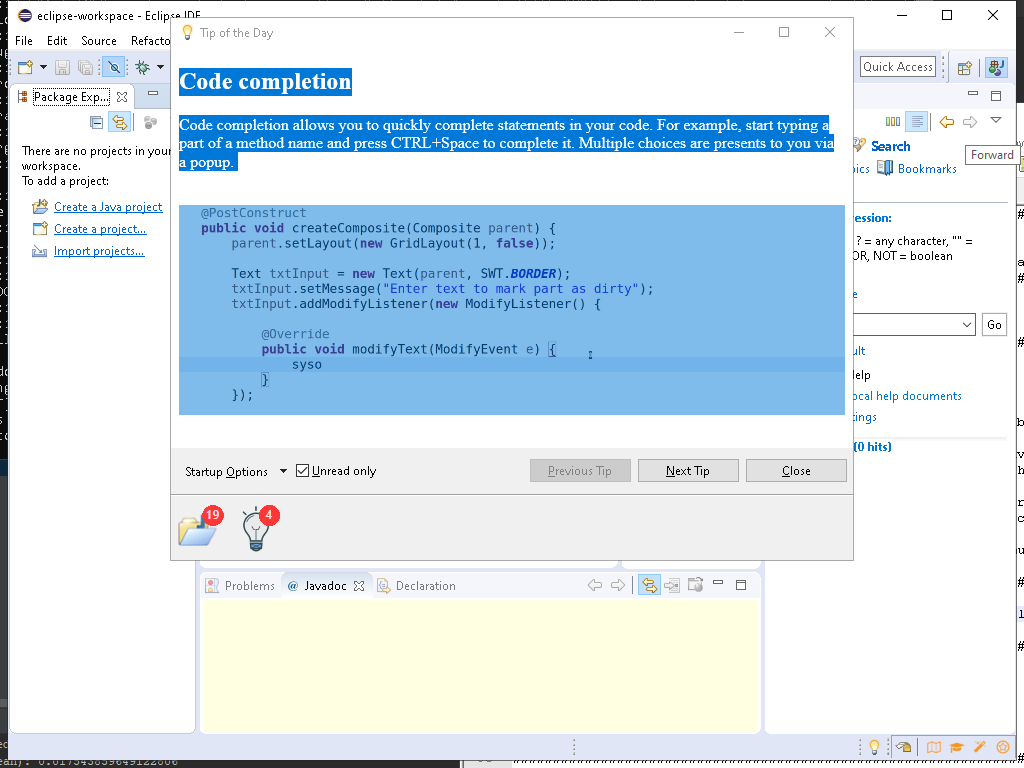 eclipse-workspace - Eclipse IDE
Tip of the Day
File Edit Source Refacto
Quick Access
Package Exp...
Code completion
Code completion allows you to quickly complete statements in your code. For example, start typing a
part of a method name and press CTRL+Space to complete it. Multiple choices are presents to you via
a popup.
There are no projects in your
workspace.
To add a project:
Create a Java project
Create a project...
Import projects...
@PostConstruct
public void createComposite(Composite parent) {
parent.setLayout(new GridLayout(1, false));
Text txtInput = new Text(parent, SWT.BORDER);
txtInput.setMessage("Enter text to mark part as dirty");
txtInput.addModifyListener(new ModifyListener() {
@Override
public void modifyText(ModifyEvent e) {
syso
}
});
Search
Forward
pics Bookmarks
ession:
? = any character, "" =
OR, NOT = boolean
e
Go
ult
elp
ocal help documents
tings
(0 hits)
Startup Options Unread only Previous Tip Next Tip Close
19 4
Problems @ Javadoc Declaration
ean): 0.017543859649122806